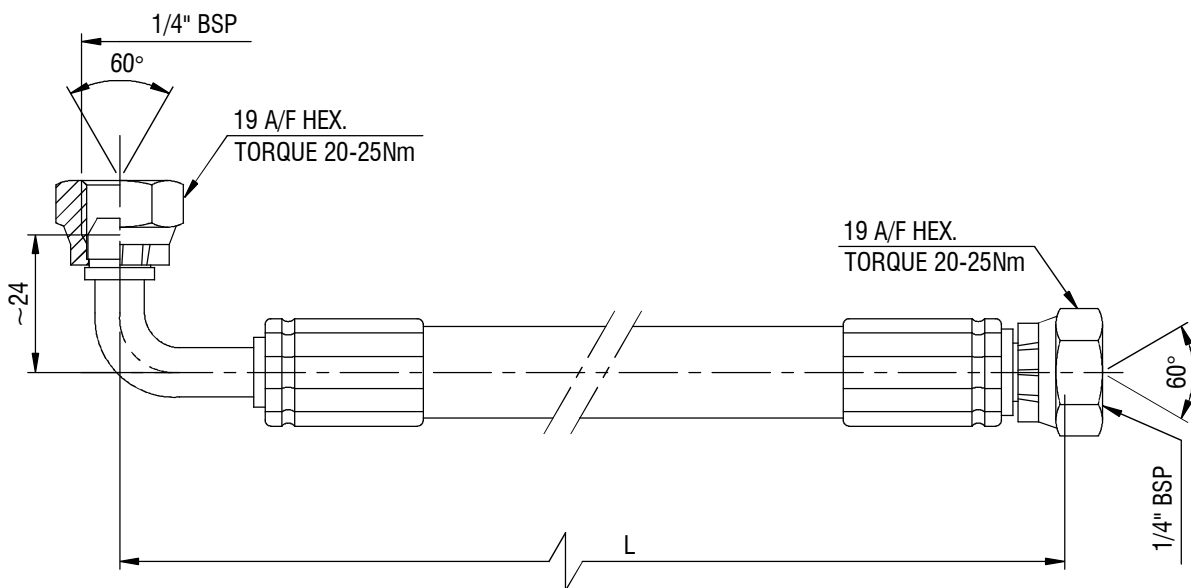 1/4" BSP
60°
19 A/F HEX.
TORQUE 20-25Nm
19 A/F HEX.
TORQUE 20-25Nm
~24
60°
1/4" BSP
L